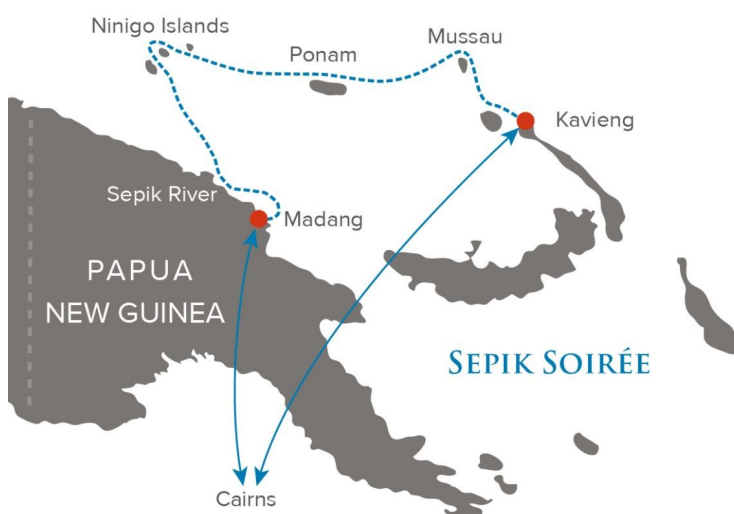 Ninigo Islands
Ponam
Mussau
Kavieng
Sepik River
Madang
PAPUA
NEW GUINEA
SEPIK SOIRÉE
Cairns